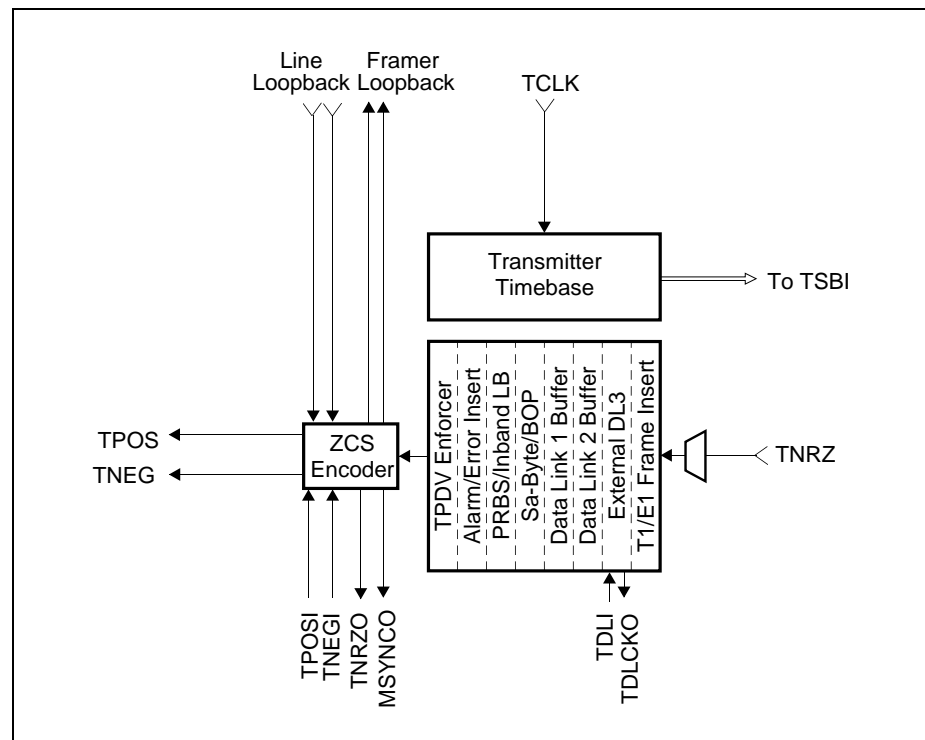 Line
Loopback
Framer
Loopback
TCLK
Transmitter
Timebase
To TSBI
TPOS
TNEG
ZCS
Encoder
TPDV Enforcer
Alarm/Error Insert
PRBS/Inband LB
Sa-Byte/BOP
Data Link 1 Buffer
Data Link 2 Buffer
External DL3
T1/E1 Frame Insert
TNRZ
TPOSI
TNEGI
TNRZO
MSYNCO
TDLI
TDLCKO